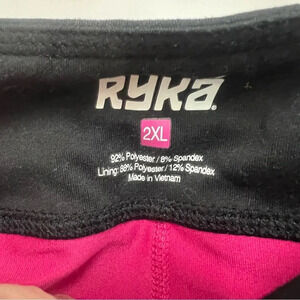 RYKA.
2XL
92% Polyester / 8% Spandex
Lining: 88% Polyester / 12% Spandex
Made in Vietnam